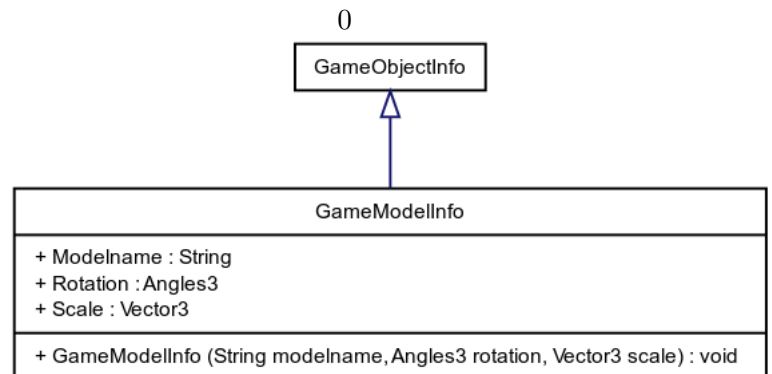 0
GameObjectInfo
GameModelInfo
+ Modelname : String
+ Rotation : Angles3
+ Scale : Vector3
+ GameModelInfo (String modelname, Angles3 rotation, Vector3 scale) : void